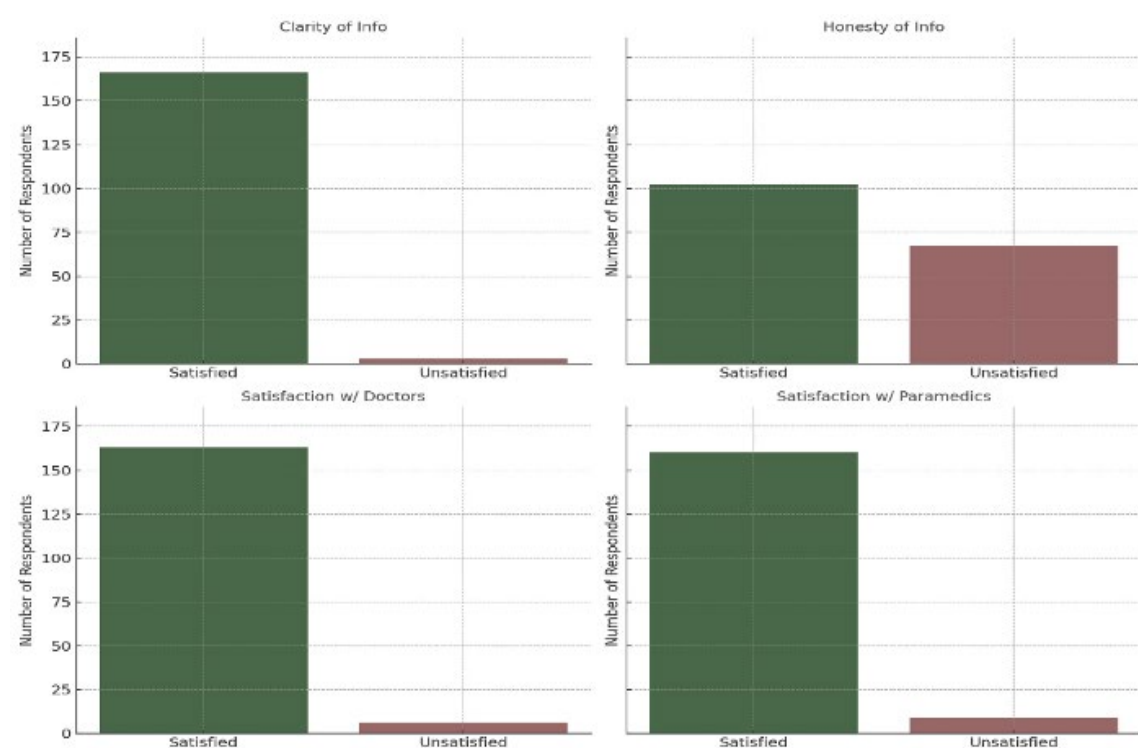 Clarity of Info
Number of Respondents
175
150
125
100
75
50
25
0
Satisfied
Unsatisfied
Honesty of Info
Number of Respondents
Satisfied
Unsatisfied
Satisfaction w/ Doctors
Number of Respondents
175
150
125
100
75
50
25
0
Satisfied
Unsatisfied
Satisfaction w/ Paramedics
Number of Respondents
Satisfied
Unsatisfied